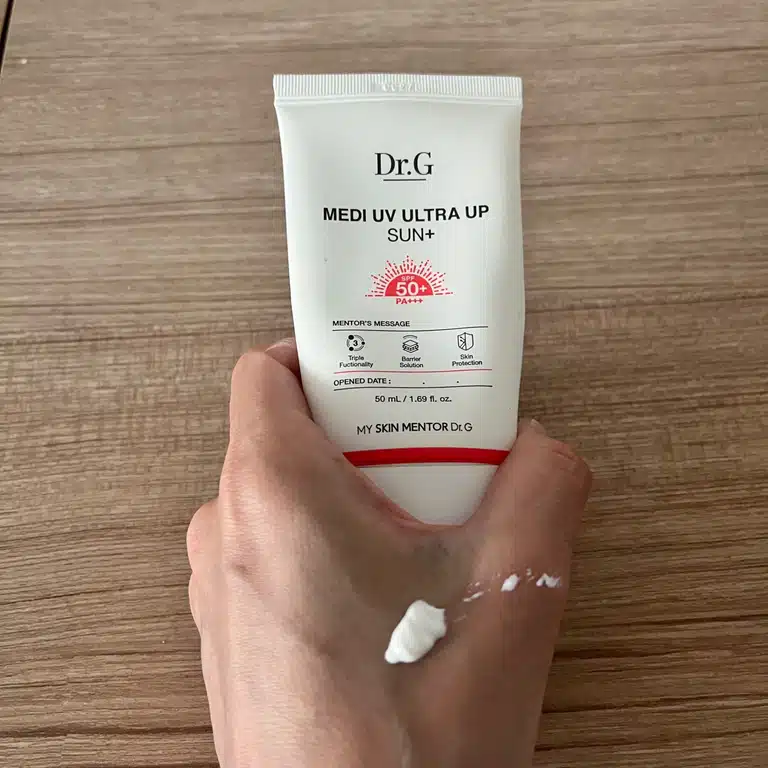 Dr.G
MEDI UV ULTRA UP
SUN+
SPF
50+
PA+++
MENTOR'S MESSAGE
3
Triple Barrier Skin
Fuctionality Solution Protection
OPENED DATE : . .
50 mL / 1.69 fl. oz.
MY SKIN MENTOR Dr.G